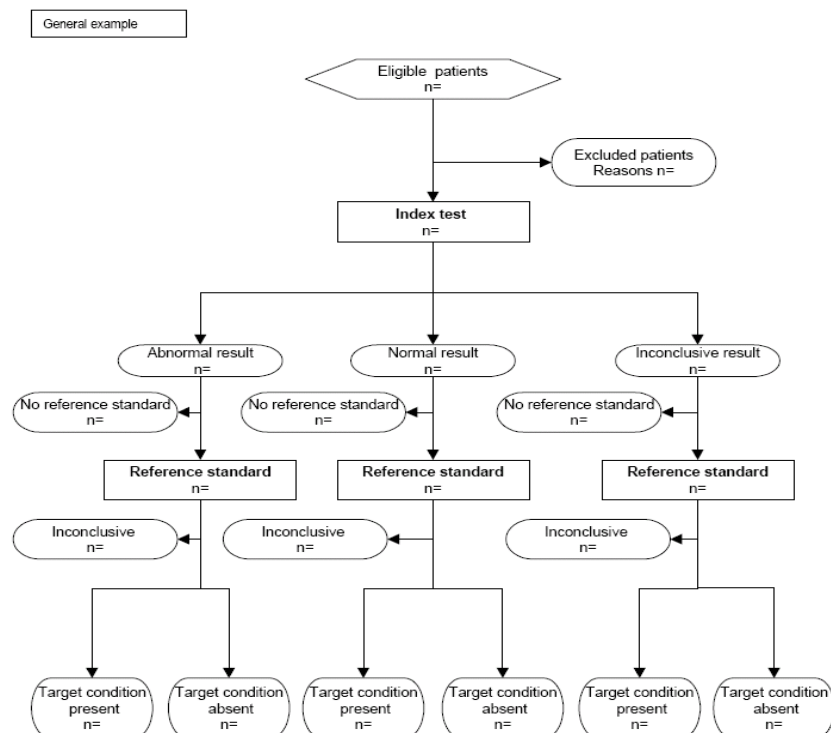 General example
Eligible patients
n=
Excluded patients
Reasons n=
Index test
n=
Abnormal result
n=
Normal result
n=
Inconclusive result
n=
No reference standard
n=
No reference standard
n=
No reference standard
n=
Reference standard
n=
Reference standard
n=
Reference standard
n=
Inconclusive
n=
Inconclusive
n=
Inconclusive
n=
Target condition
present
n=
Target condition
absent
n=
Target condition
present
n=
Target condition
absent
n=
Target condition
present
n=
Target condition
absent
n=